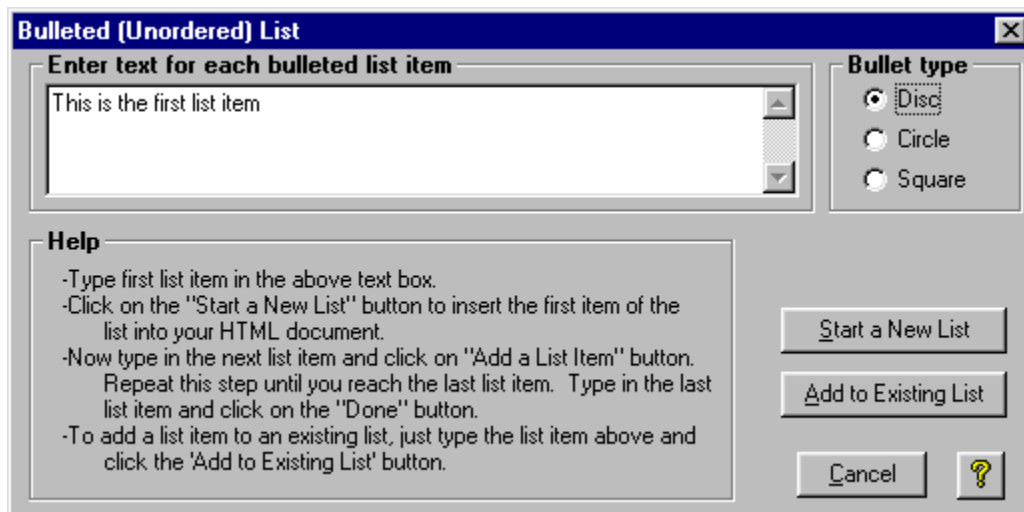 Bulleted (Unordered) List
Enter text for each bulleted list item
This is the first list item
Bullet type
Disc
Circle
Square
Help
-Type first list item in the above text box.
-Click on the "Start a New List" button to insert the first item of the
list into your HTML document.
-Now type in the next list item and click on "Add a List Item" button.
Repeat this step until you reach the last list item.  Type in the last
list item and click on the "Done" button.
-To add a list item to an existing list, just type the list item above and
click the 'Add to Existing List' button.
Start a New List
Add to Existing List
Cancel
?